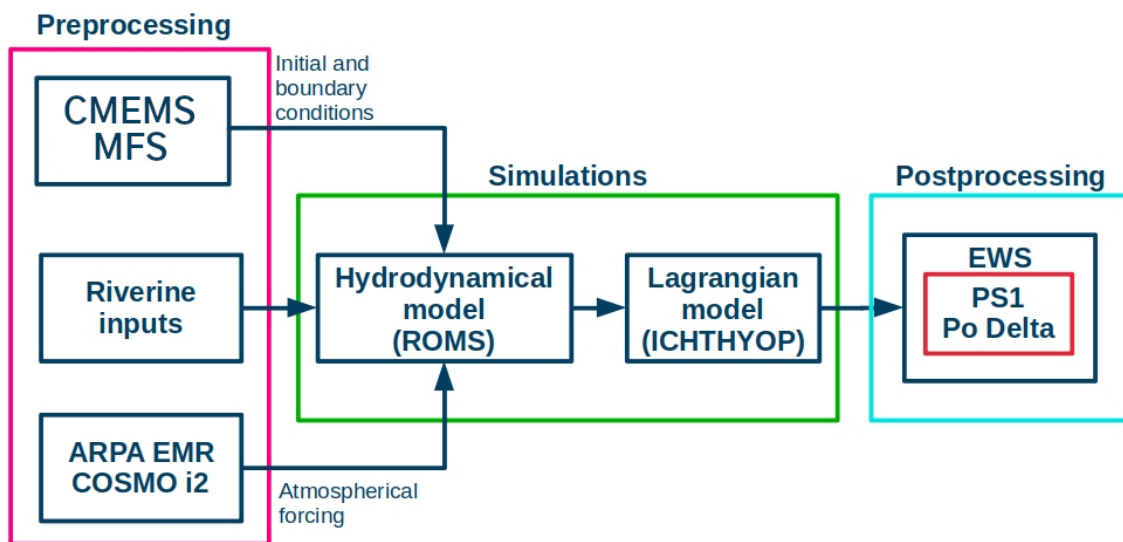 Preprocessing
CMEMS
MFS
Initial and
boundary
conditions
Simulations
Postprocessing
Riverine
inputs
Hydrodynamical
model
(ROMS)
Lagrangian
model
(ICHTHYOP)
EWS
PS1
Po Delta
ARPA EMR
COSMO i2
Atmospherical
forcing